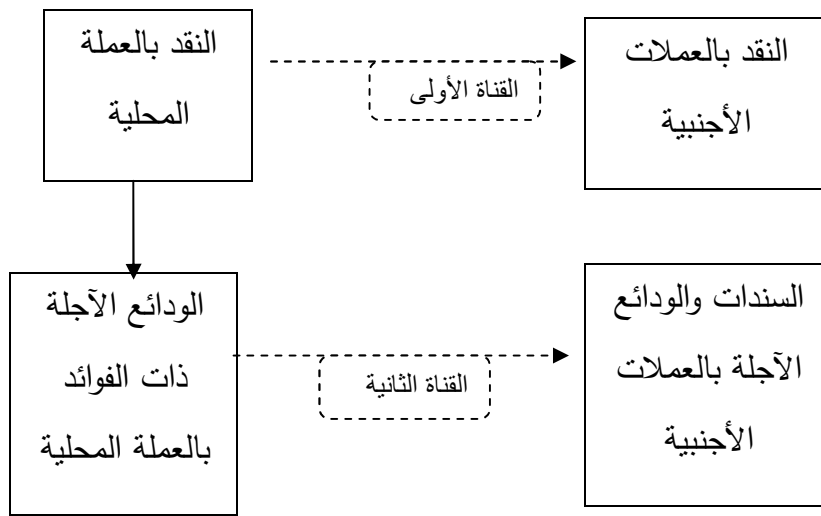 النقد بالعملة
المحلية
القناة الأولى
النقد بالعملات
الأجنبية
الودائع الآجلة
ذات الفوائد
بالعملة المحلية
القناة الثانية
السندات والودائع
الآجلة بالعملات
الأجنبية